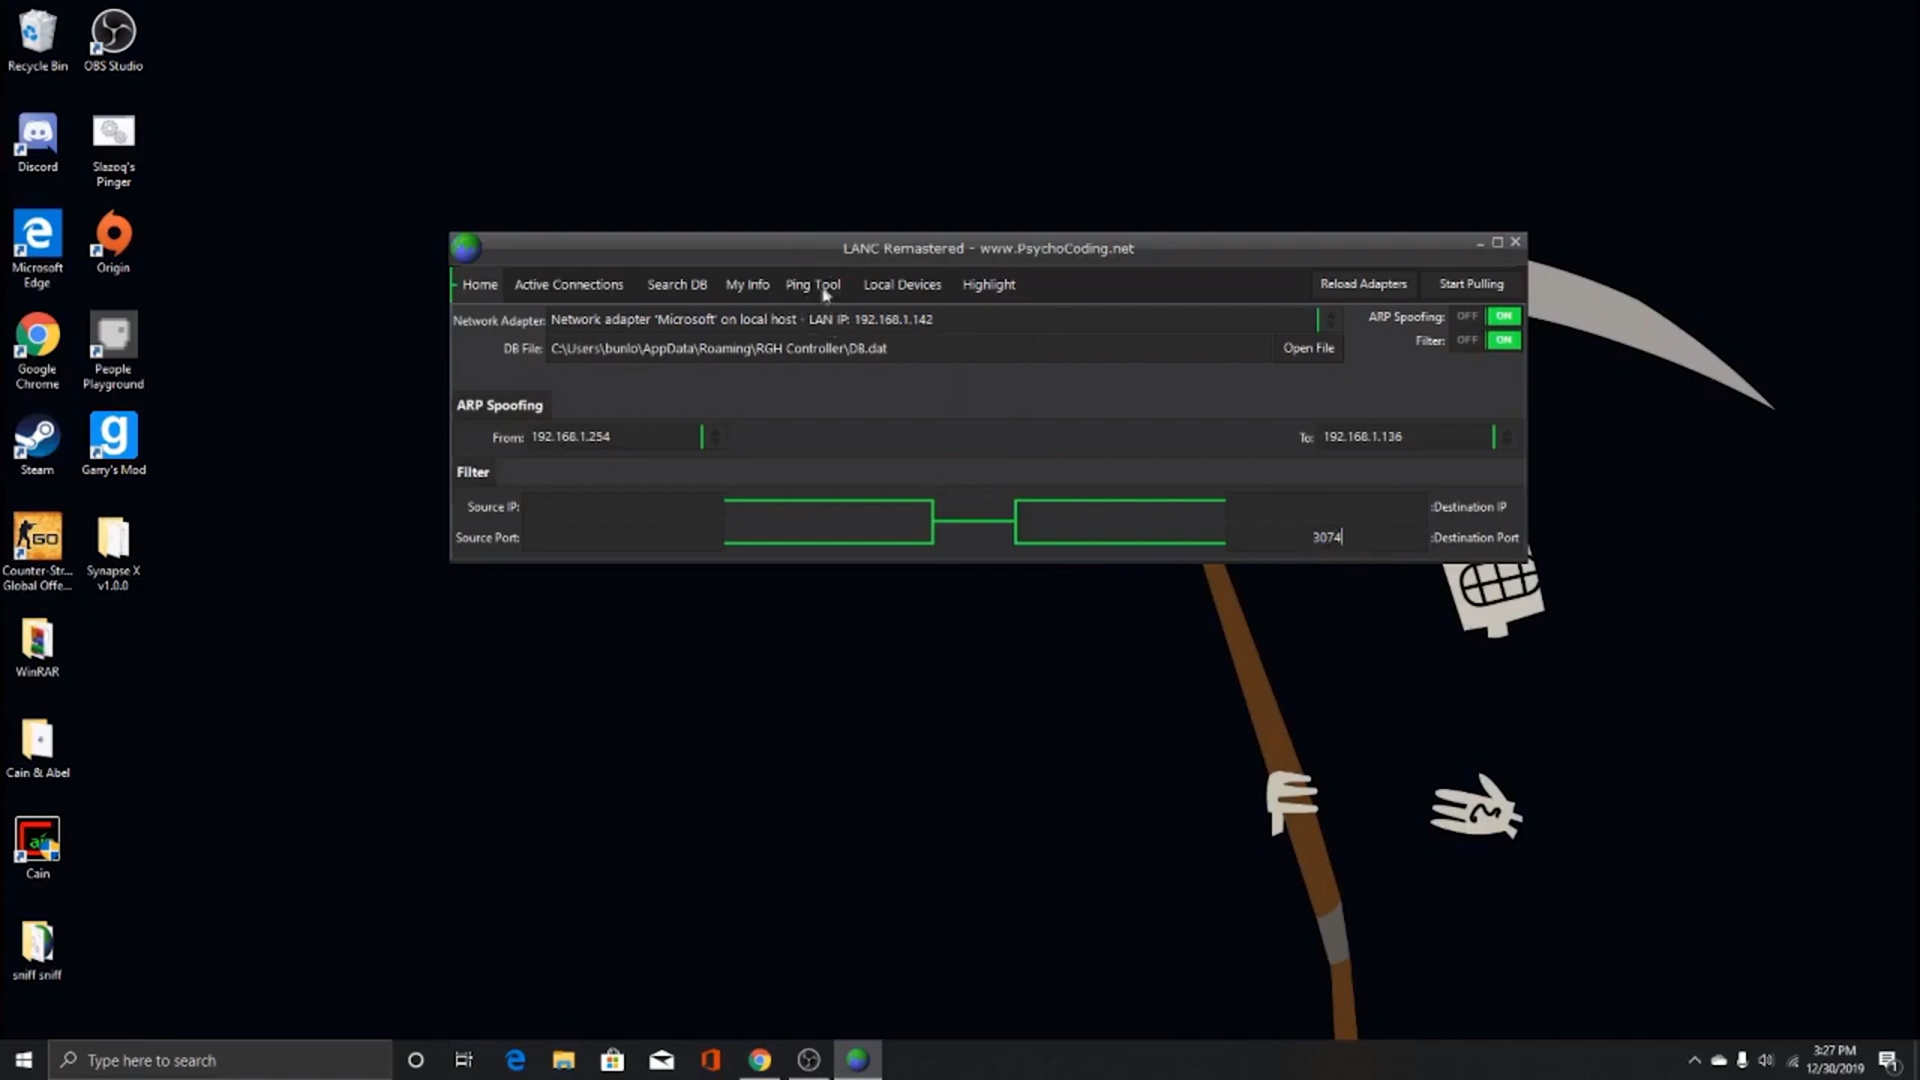 Recycle Bin
OBS Studio
Discord
Slazoq's
Pinger
Microsoft
Edge
Origin
Google
Chrome
People
Playground
Steam
Garry's Mod
Counter-Str...
Global Offe...
Synapse X
v1.0.0
WinRAR
Cain & Abel
Cain
sniff sniff
LANC Remastered - www.PsychoCoding.net
Home Active Connections Search DB My Info Ping Tool Local Devices Highlight Reload Adapters Start Pulling
Network Adapter: Network adapter 'Microsoft' on local host - LAN IP: 192.168.1.142 ARP Spoofing: OFF ON
DB File: C:\Users\bunlo\AppData\Roaming\RGH Controller\DB.dat Open File Filter: OFF ON
ARP Spoofing
From: 192.168.1.254 To: 192.168.1.136
Filter
Source IP: :Destination IP
Source Port: 3074 :Destination Port
Type here to search
3:27 PM
12/30/2019